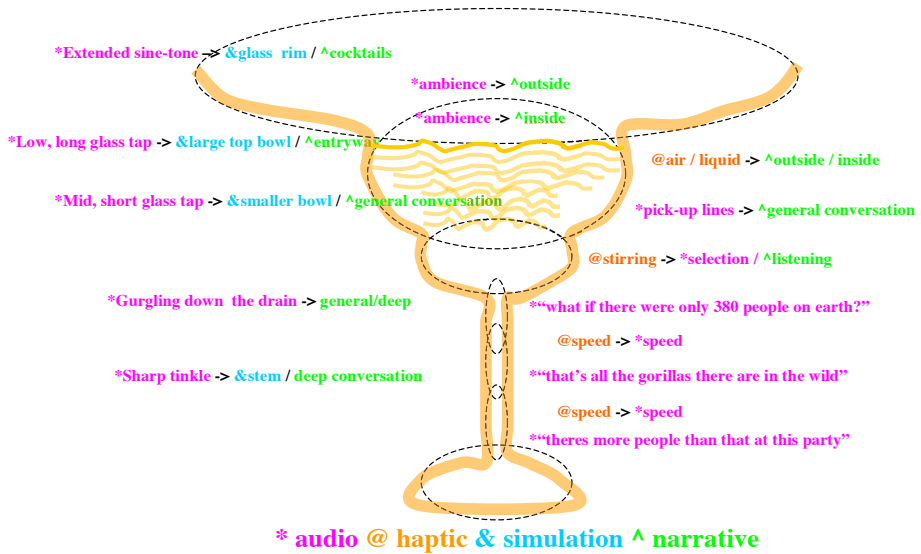 *Extended sine-tone -> &glass rim / ^cocktails
*ambience -> ^outside
*ambience -> ^inside
*Low, long glass tap -> &large top bowl / ^entryway
@air / liquid -> ^outside / inside
*Mid, short glass tap -> &smaller bowl / ^general conversation
*pick-up lines -> ^general conversation
@stirring -> *selection / ^listening
*Gurgling down the drain -> general/deep
*“what if there were only 380 people on earth?”
@speed -> *speed
*Sharp tinkle -> &stem / deep conversation
*“that’s all the gorillas there are in the wild”
@speed -> *speed
*“theres more people than that at this party”
* audio @ haptic & simulation ^ narrative